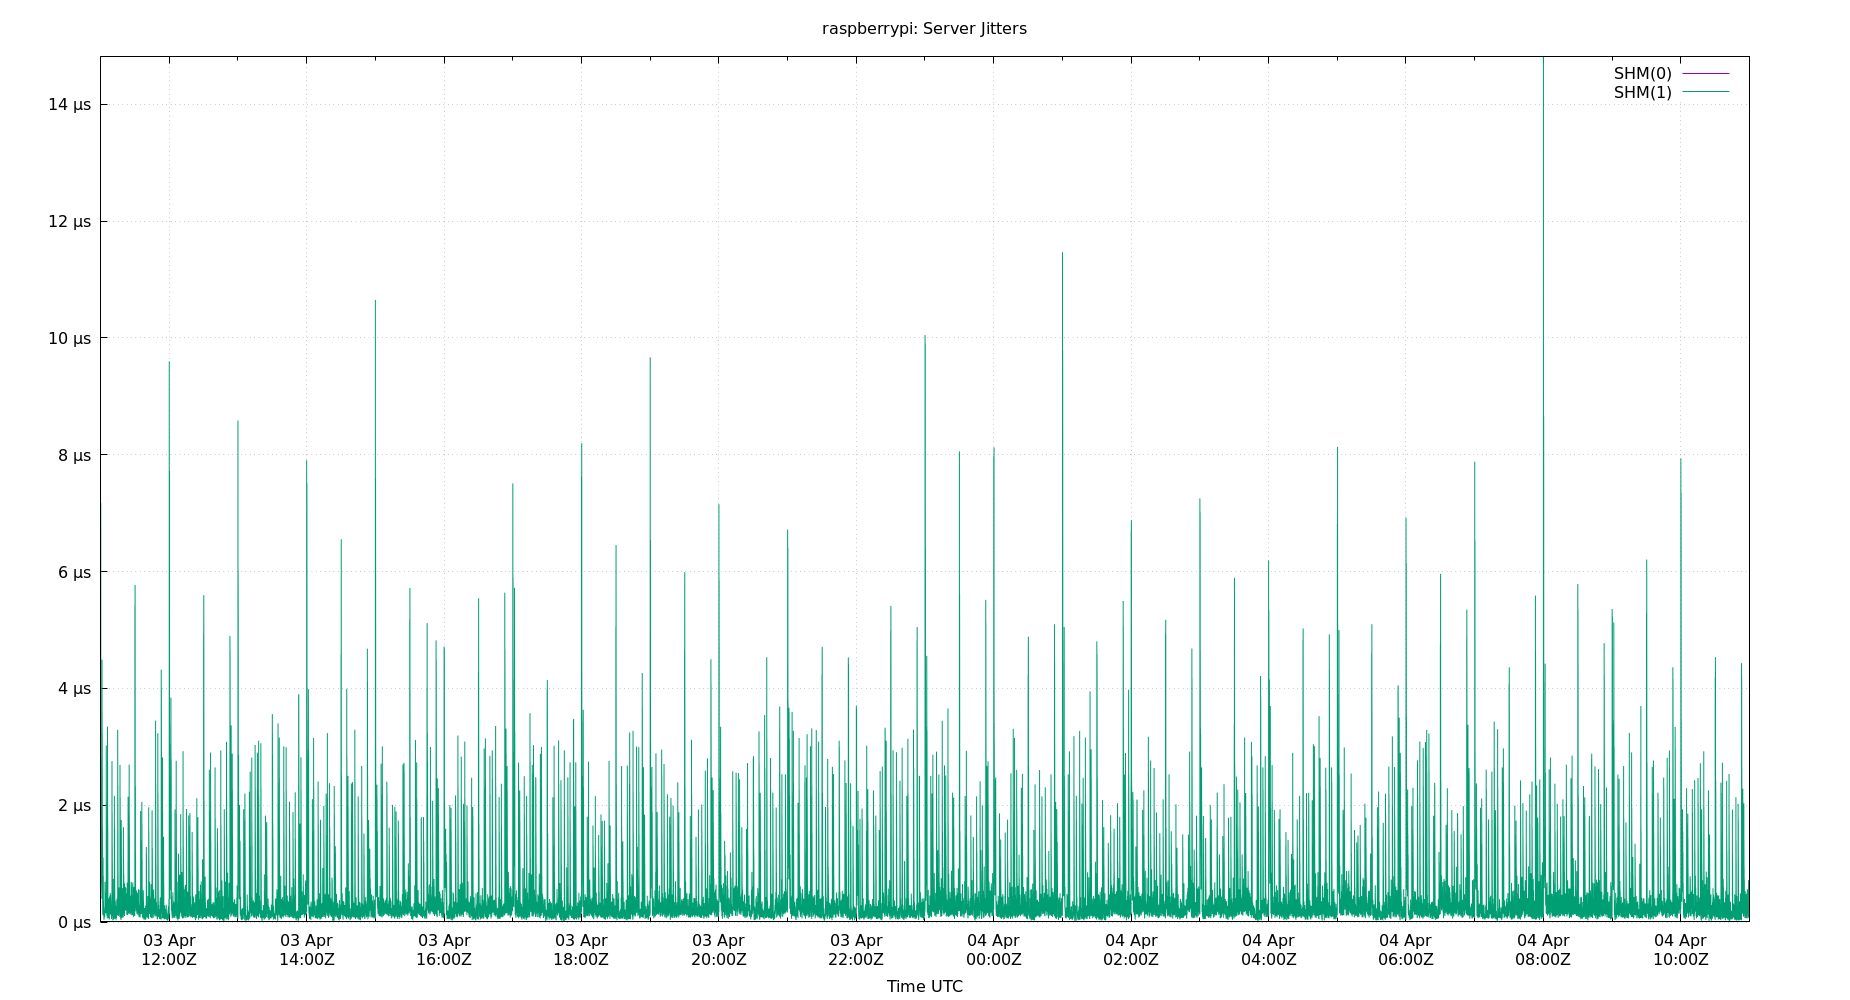 raspberrypi: Server Jitters
SHM(0)
SHM(1)
14 µs
12 µs
10 µs
8 µs
6 µs
4 µs
2 µs
0 µs
03 Apr 03 Apr 03 Apr 03 Apr 03 Apr 03 Apr 04 Apr 04 Apr 04 Apr 04 Apr 04 Apr 04 Apr
12:00Z 14:00Z 16:00Z 18:00Z 20:00Z 22:00Z 00:00Z 02:00Z 04:00Z 06:00Z 08:00Z 10:00Z
Time UTC